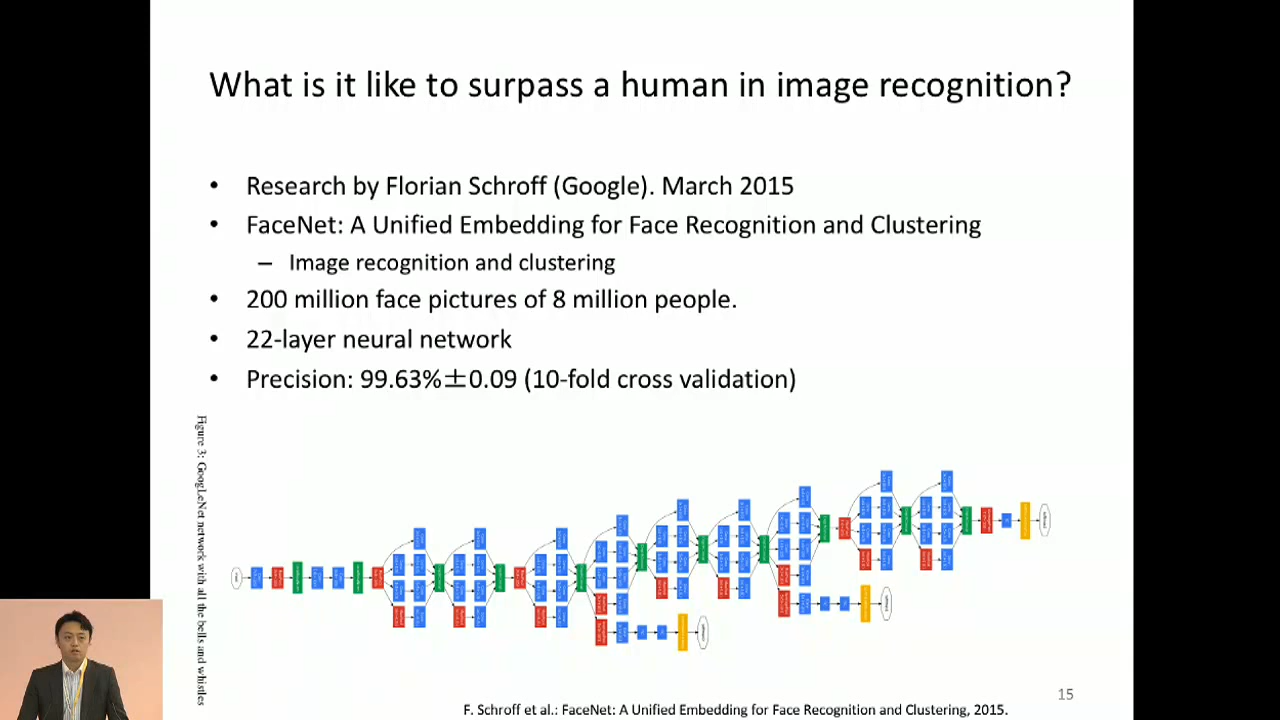 What is it like to surpass a human in image recognition?
• Research by Florian Schroff (Google). March 2015
• FaceNet: A Unified Embedding for Face Recognition and Clustering
– Image recognition and clustering
• 200 million face pictures of 8 million people.
• 22-layer neural network
• Precision: 99.63%±0.09 (10-fold cross validation)
Figure 3: GoogLeNet network with all the bells and whistles
15
F. Schroff et al.: FaceNet: A Unified Embedding for Face Recognition and Clustering, 2015.